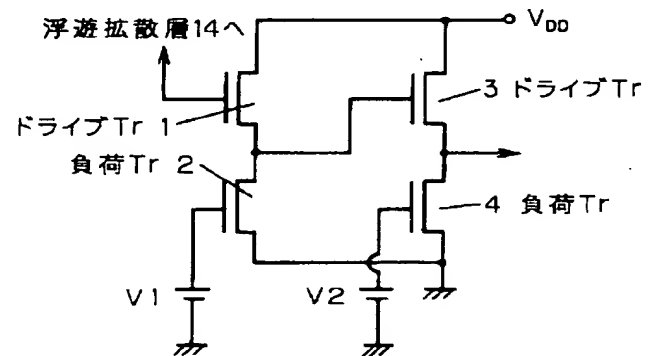 浮遊拡散層14へ
VDD
3 ドライブTr
ドライブTr 1
負荷Tr 2
4 負荷Tr
V1
V2